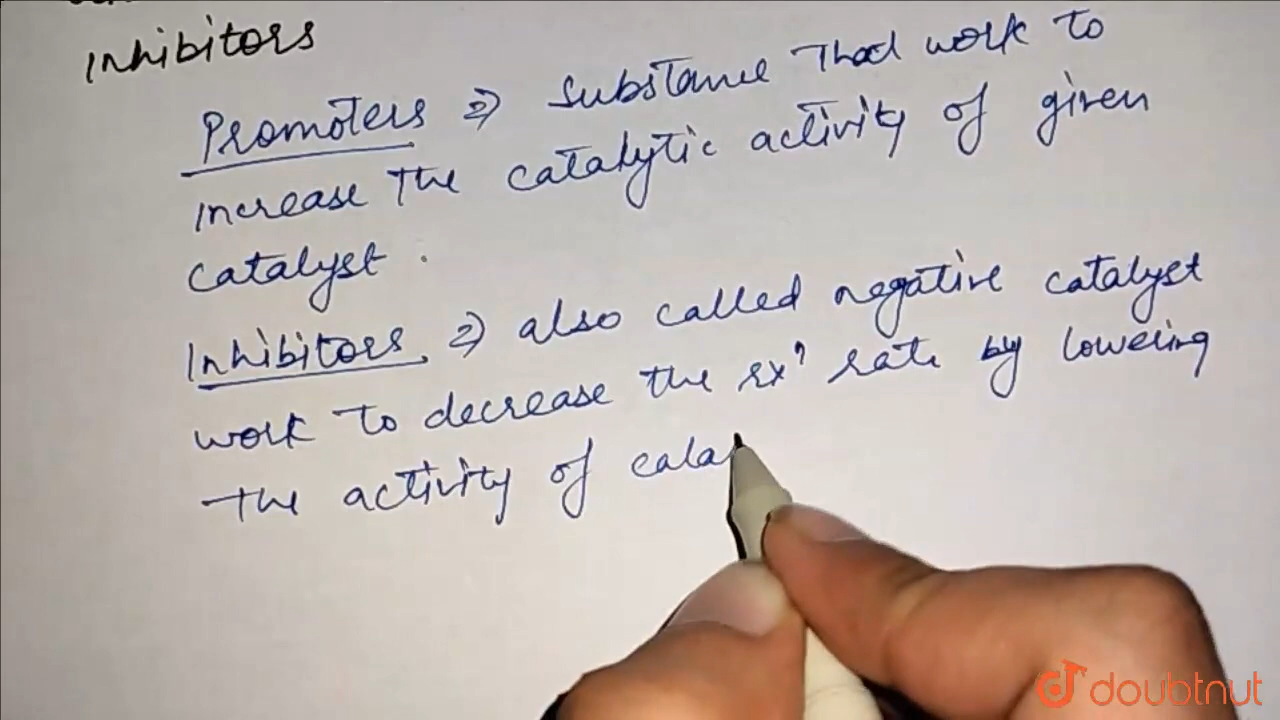 Inhibitors
Promoters ⇒ Substance that work to
increase the catalytic activity of given
catalyst.
Inhibitors ⇒ also called negative catalyst
work to decrease the rxⁿ rate by lowering
the activity of cata
doubtnut